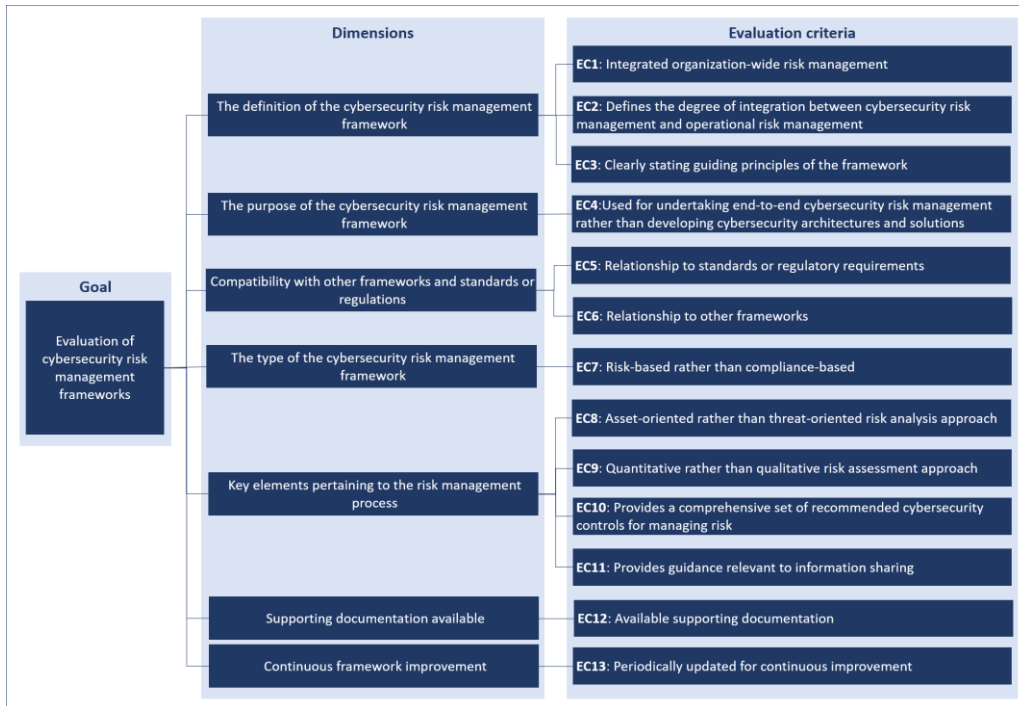 Goal
Evaluation of
cybersecurity risk
management
frameworks
Dimensions
The definition of the cybersecurity risk management
framework
The purpose of the cybersecurity risk management
framework
Compatibility with other frameworks and standards or
regulations
The type of the cybersecurity risk management
framework
Key elements pertaining to the risk management
process
Supporting documentation available
Continuous framework improvement
Evaluation criteria
EC1: Integrated organization-wide risk management
EC2: Defines the degree of integration between cybersecurity risk
management and operational risk management
EC3: Clearly stating guiding principles of the framework
EC4:Used for undertaking end-to-end cybersecurity risk management
rather than developing cybersecurity architectures and solutions
EC5: Relationship to standards or regulatory requirements
EC6: Relationship to other frameworks
EC7: Risk-based rather than compliance-based
EC8: Asset-oriented rather than threat-oriented risk analysis approach
EC9: Quantitative rather than qualitative risk assessment approach
EC10: Provides a comprehensive set of recommended cybersecurity
controls for managing risk
EC11: Provides guidance relevant to information sharing
EC12: Available supporting documentation
EC13: Periodically updated for continuous improvement